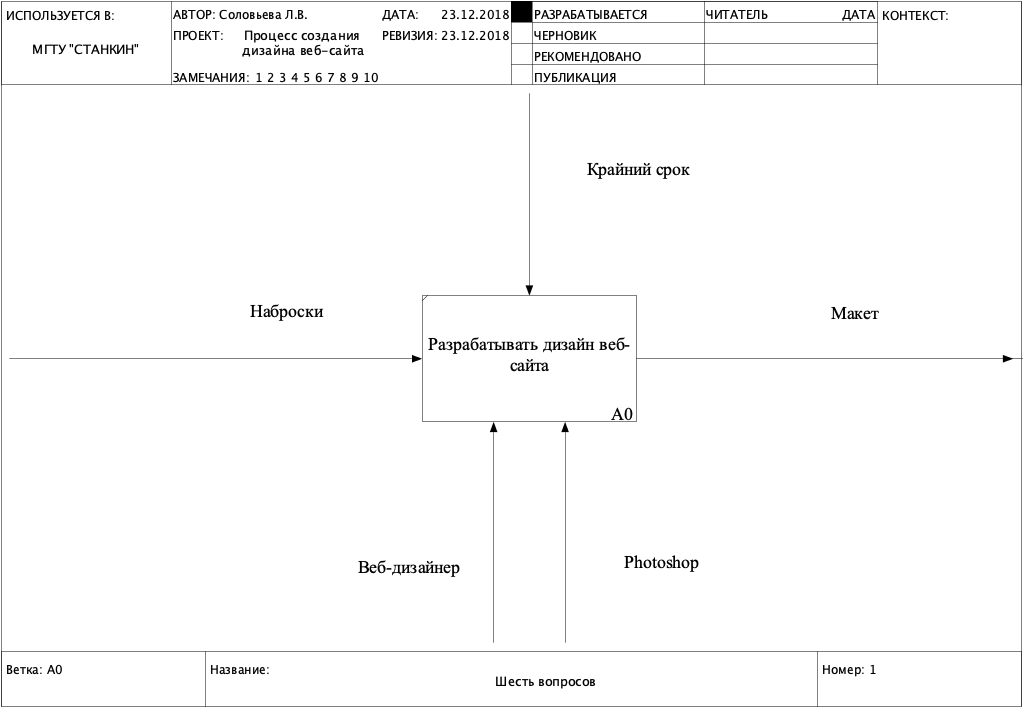 ИСПОЛЬЗУЕТСЯ В:
МГТУ "СТАНКИН"
АВТОР: Соловьева Л.В.
ДАТА: 23.12.2018
ПРОЕКТ: Процесс создания
дизайна веб-сайта
РЕВИЗИЯ: 23.12.2018
ЗАМЕЧАНИЯ: 1 2 3 4 5 6 7 8 9 10
РАЗРАБАТЫВАЕТСЯ
ЧЕРНОВИК
РЕКОМЕНДОВАНО
ПУБЛИКАЦИЯ
ЧИТАТЕЛЬ ДАТА
КОНТЕКСТ:
Крайний срок
Наброски
Макет
Разрабатывать дизайн веб-
сайта
A0
Веб-дизайнер
Photoshop
Ветка: A0
Название:
Шесть вопросов
Номер: 1